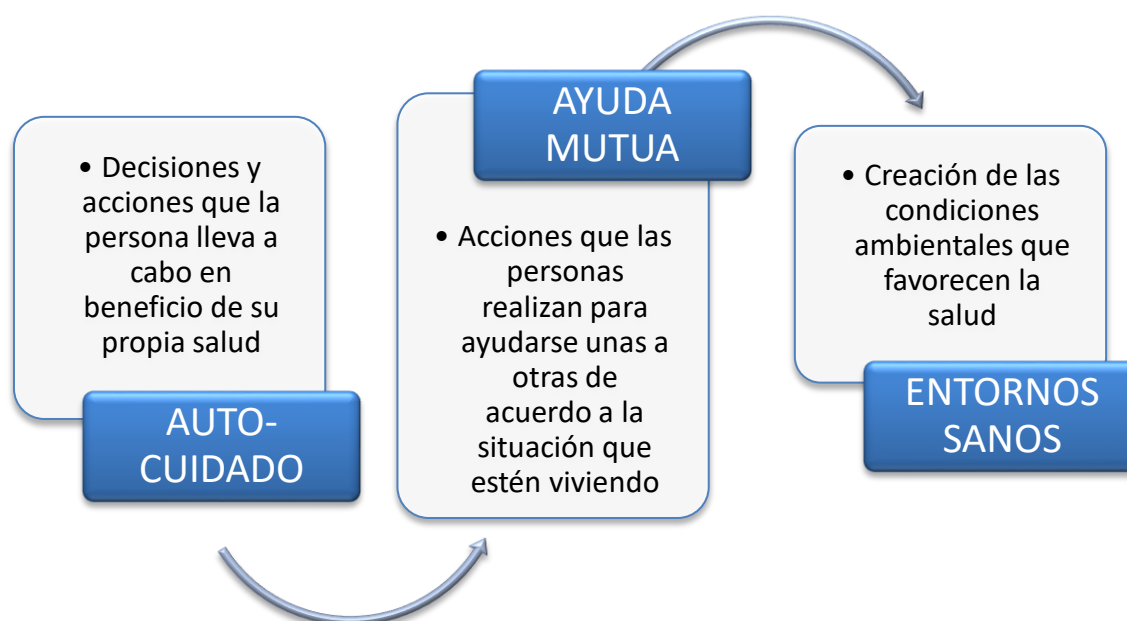 • Decisiones y
acciones que la
persona lleva a
cabo en
beneficio de su
propia salud
AUTO-
CUIDADO
AYUDA
MUTUA
• Acciones que las
personas
realizan para
ayudarse unas a
otras de
acuerdo a la
situación que
estén viviendo
• Creación de las
condiciones
ambientales que
favorecen la
salud
ENTORNOS
SANOS